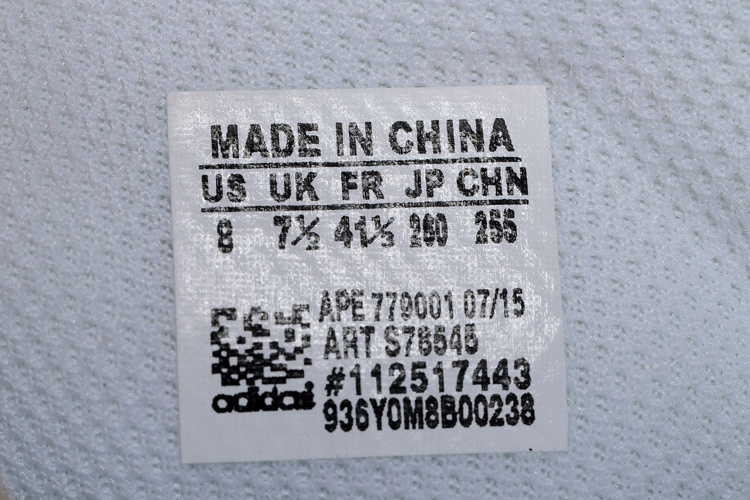 MADE IN CHINA
US UK FR JP CHN
8 7½ 41⅓ 260 255
APE 779001 07/15
ART S76545
#112517443
adidas
936Y0M8B00238